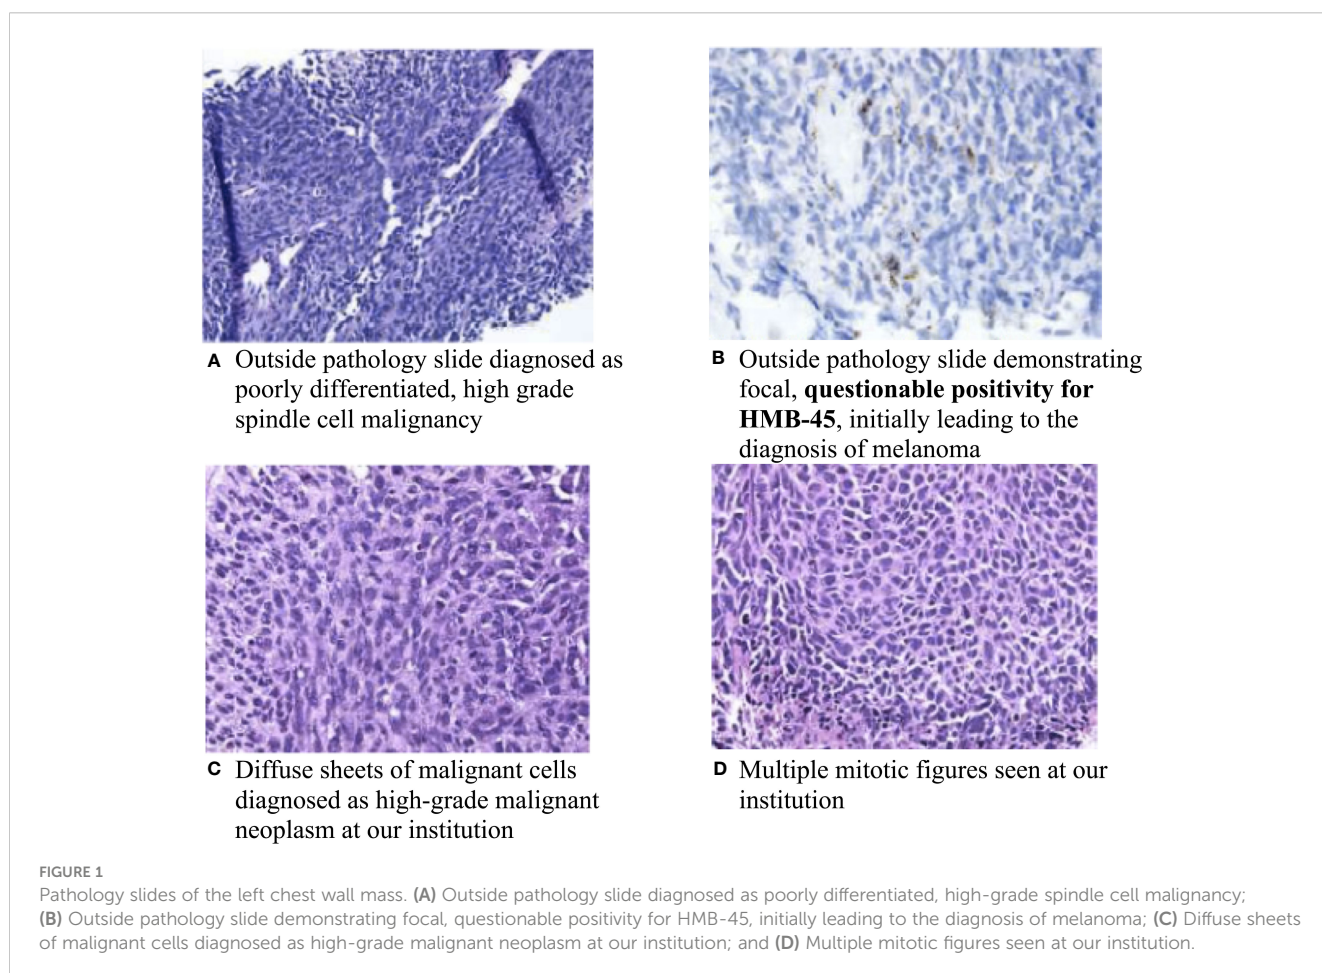 A Outside pathology slide diagnosed as
poorly differentiated, high grade
spindle cell malignancy
B Outside pathology slide demonstrating
focal, questionable positivity for
HMB-45, initially leading to the
diagnosis of melanoma
C Diffuse sheets of malignant cells
diagnosed as high-grade malignant
neoplasm at our institution
D Multiple mitotic figures seen at our
institution
FIGURE 1
Pathology slides of the left chest wall mass. (A) Outside pathology slide diagnosed as poorly differentiated, high-grade spindle cell malignancy;
(B) Outside pathology slide demonstrating focal, questionable positivity for HMB-45, initially leading to the diagnosis of melanoma; (C) Diffuse sheets
of malignant cells diagnosed as high-grade malignant neoplasm at our institution; and (D) Multiple mitotic figures seen at our institution.